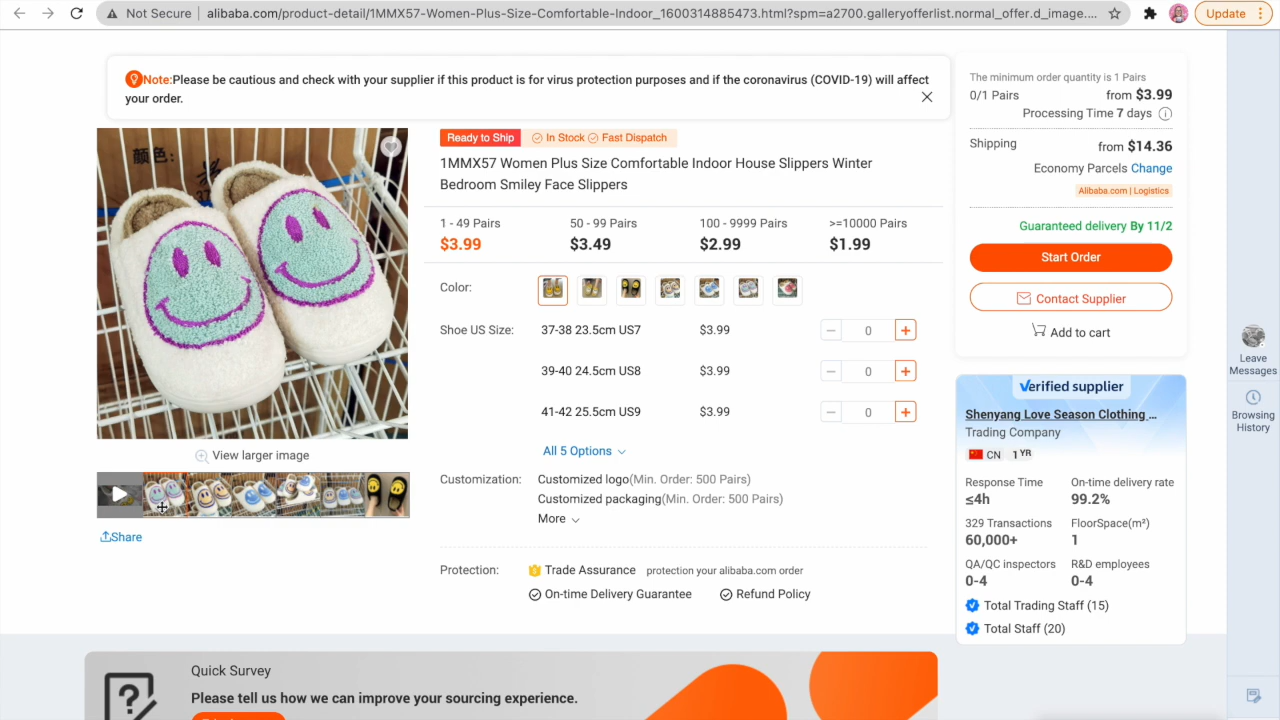 Not Secure
alibaba.com/product-detail/1MMX57-Women-Plus-Size-Comfortable-Indoor_1600314885473.html?spm=a2700.galleryofferlist.normal_offer.d_image....
Update
Note:Please be cautious and check with your supplier if this product is for virus protection purposes and if the coronavirus (COVID-19) will affect
your order.
颜色:
Ready to Ship
In Stock
Fast Dispatch
1MMX57 Women Plus Size Comfortable Indoor House Slippers Winter
Bedroom Smiley Face Slippers
1 - 49 Pairs
50 - 99 Pairs
100 - 9999 Pairs
>=10000 Pairs
$3.99
$3.49
$2.99
$1.99
Color:
Shoe US Size:
37-38 23.5cm US7
$3.99
0
39-40 24.5cm US8
$3.99
0
41-42 25.5cm US9
$3.99
0
All 5 Options
View larger image
Share
Customization:
Customized logo(Min. Order: 500 Pairs)
Customized packaging(Min. Order: 500 Pairs)
More
Protection:
Trade Assurance
protection your alibaba.com order
On-time Delivery Guarantee
Refund Policy
The minimum order quantity is 1 Pairs
0/1 Pairs
from $3.99
Processing Time 7 days
Shipping
from $14.36
Economy Parcels Change
Alibaba.com | Logistics
Guaranteed delivery By 11/2
Start Order
Contact Supplier
Add to cart
Verified supplier
Shenyang Love Season Clothing ...
Trading Company
CN
1 YR
Response Time
On-time delivery rate
≤4h
99.2%
329 Transactions
FloorSpace(m²)
60,000+
1
QA/QC inspectors
R&D employees
0-4
0-4
Total Trading Staff (15)
Total Staff (20)
Leave
Messages
Browsing
History
Quick Survey
Please tell us how we can improve your sourcing experience.